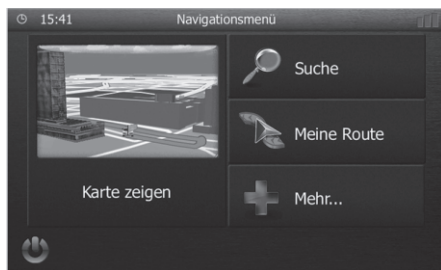 15:41
Navigationsmenü
Suche
Meine Route
Karte zeigen
Mehr...